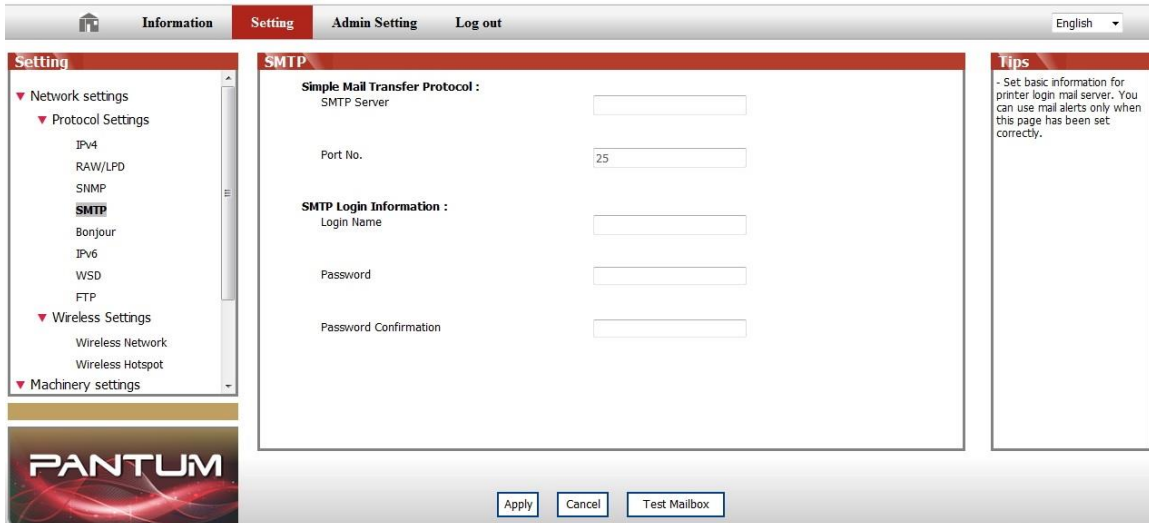 Information
Setting
Admin Setting
Log out
English
Setting
Network settings
Protocol Settings
IPv4
RAW/LPD
SNMP
SMTP
Bonjour
IPv6
WSD
FTP
Wireless Settings
Wireless Network
Wireless Hotspot
Machinery settings
PANTUM
SMTP
Simple Mail Transfer Protocol :
SMTP Server
Port No.
25
SMTP Login Information :
Login Name
Password
Password Confirmation
Apply
Cancel
Test Mailbox
Tips
- Set basic information for
printer login mail server. You
can use mail alerts only when
this page has been set
correctly.